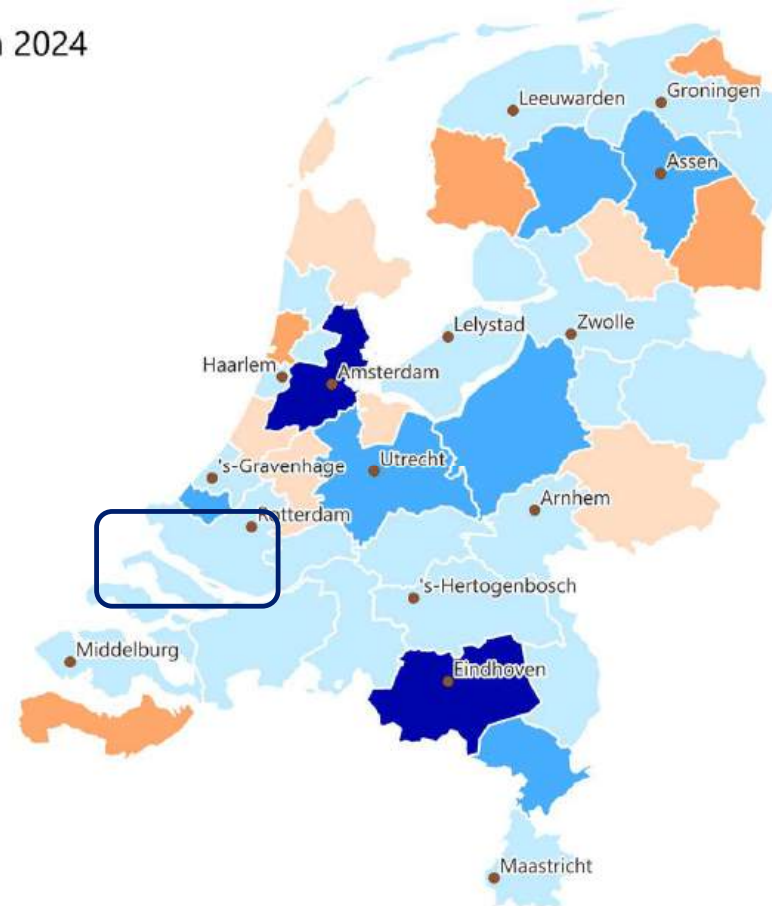 2024
Leeuwarden
Groningen
Assen
Lelystad
Zwolle
Haarlem
Amsterdam
's-Gravenhage
Utrecht
Arnhem
Rotterdam
's-Hertogenbosch
Middelburg
Eindhoven
Maastricht